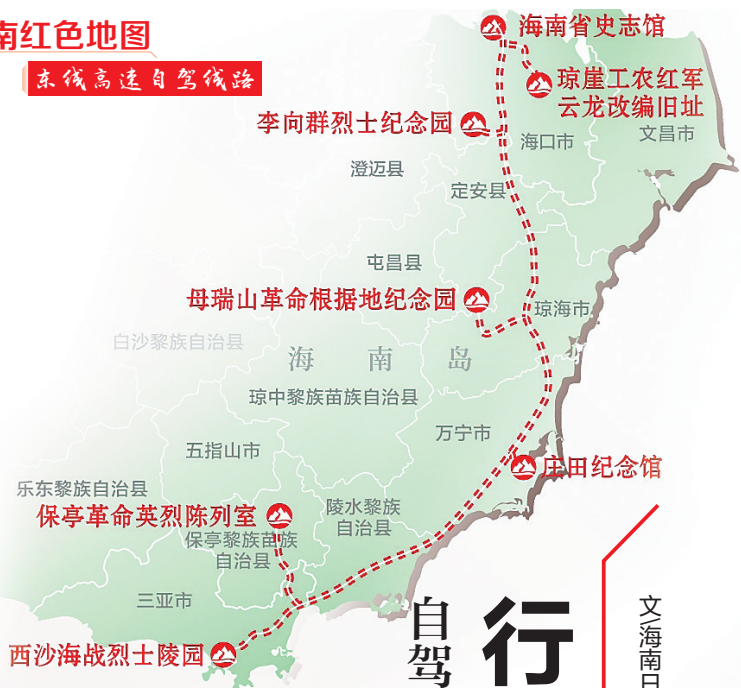 南红色地图
东线高速自驾线路
海南省史志馆
琼崖工农红军
云龙改编旧址
李向群烈士纪念园
海口市
文昌市
澄迈县
定安县
屯昌县
母瑞山革命根据地纪念园
琼海市
白沙黎族自治县
海南岛
琼中黎族苗族自治县
万宁市
五指山市
庄田纪念馆
乐东黎族自治县
保亭革命英烈陈列室
陵水黎族
自治县
保亭黎族苗族
自治县
三亚市
西沙海战烈士陵园
自驾
行
文/海南日